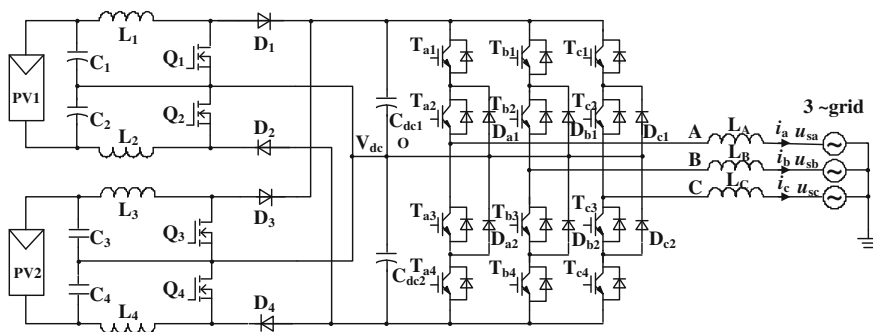 L1
D1
Ta1
Tb1
Tc1
C1
Q1
PV1
Ta2
Tb2
Tc2
3 ~grid
C2
Q2
Cdc1
Da1
Db1
Dc1
LA
ia usa
D2
A
L2
Vdc
O
B
LB
ib usb
L3
C
LC
ic usc
D3
Ta3
Tb3
Tc3
C3
Q3
Da2
Db2
Dc2
PV2
Ta4
Tb4
Tc4
C4
Q4
Cdc2
L4
D4